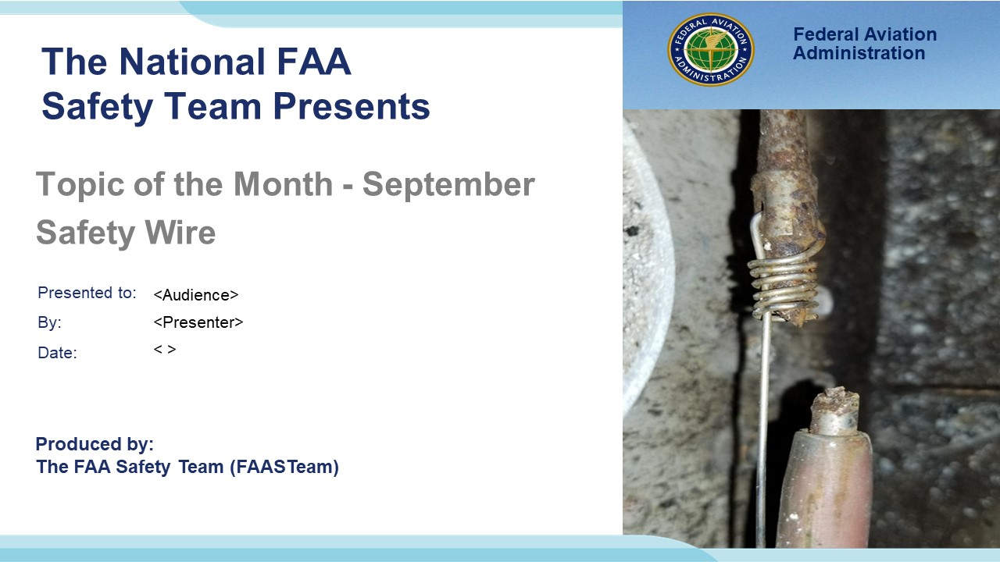 The National FAA
Safety Team Presents
Topic of the Month - September
Safety Wire
Presented to: <Audience>
By: <Presenter>
Date: < >
Produced by:
The FAA Safety Team (FAASTeam)
FEDERAL AVIATION
ADMINISTRATION
Federal Aviation
Administration